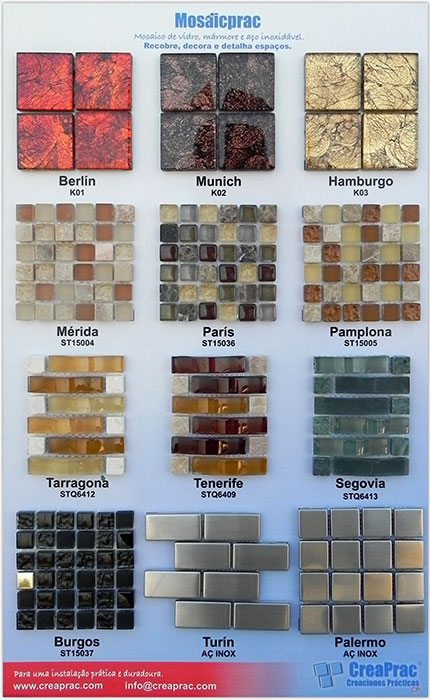 Mosaicprac
Mosaico de vidro, mármore e aço inoxidável.
Recobre, decora e detalha espaços.
Berlín
K01
Munich
K02
Hamburgo
K03
Mérida
ST15004
París
ST15036
Pamplona
ST15005
Tarragona
STQ6412
Tenerife
STQ6409
Segovia
STQ6413
Burgos
ST15037
Turín
AÇ INOX
Palermo
AÇ INOX
Para uma instalação prática e duradoura.
www.creaprac.com info@creaprac.com
CreaPrac®
Creaciones Prácticas